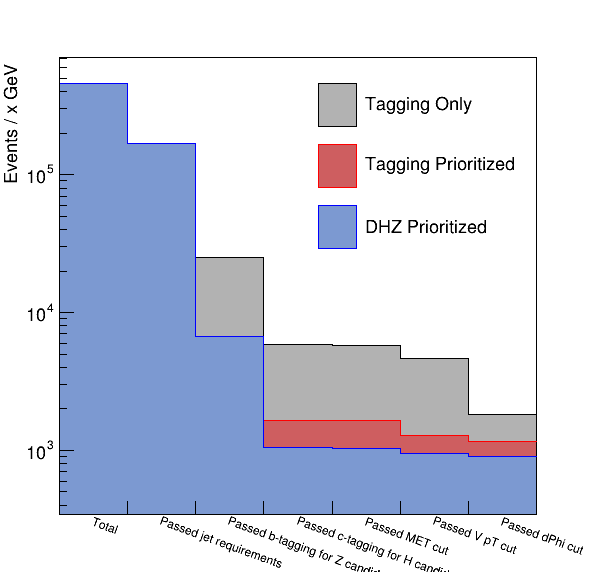 Events / x GeV
Tagging Only
Tagging Prioritized
DHZ Prioritized
10^5
10^4
10^3
Total
Passed jet requirements
Passed b-tagging for Z candid
Passed c-tagging for H candi
Passed MET cut
Passed V pT cut
Passed dPhi cut